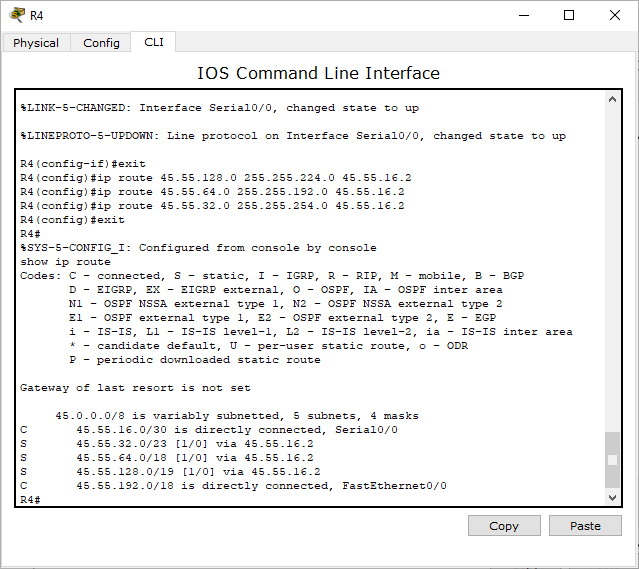 R4
Physical Config CLI
IOS Command Line Interface
%LINK-5-CHANGED: Interface Serial0/0, changed state to up
%LINEPROTO-5-UPDOWN: Line protocol on Interface Serial0/0, changed state to up
R4(config-if)#exit
R4(config)#ip route 45.55.128.0 255.255.224.0 45.55.16.2
R4(config)#ip route 45.55.64.0 255.255.192.0 45.55.16.2
R4(config)#ip route 45.55.32.0 255.255.254.0 45.55.16.2
R4(config)#exit
R4#
%SYS-5-CONFIG_I: Configured from console by console
show ip route
Codes: C - connected, S - static, I - IGRP, R - RIP, M - mobile, B - BGP
       D - EIGRP, EX - EIGRP external, O - OSPF, IA - OSPF inter area
       N1 - OSPF NSSA external type 1, N2 - OSPF NSSA external type 2
       E1 - OSPF external type 1, E2 - OSPF external type 2, E - EGP
       i - IS-IS, L1 - IS-IS level-1, L2 - IS-IS level-2, ia - IS-IS inter area
       * - candidate default, U - per-user static route, o - ODR
       P - periodic downloaded static route
Gateway of last resort is not set
     45.0.0.0/8 is variably subnetted, 5 subnets, 4 masks
C       45.55.16.0/30 is directly connected, Serial0/0
S       45.55.32.0/23 [1/0] via 45.55.16.2
S       45.55.64.0/18 [1/0] via 45.55.16.2
S       45.55.128.0/19 [1/0] via 45.55.16.2
C       45.55.192.0/18 is directly connected, FastEthernet0/0
R4#
Copy Paste